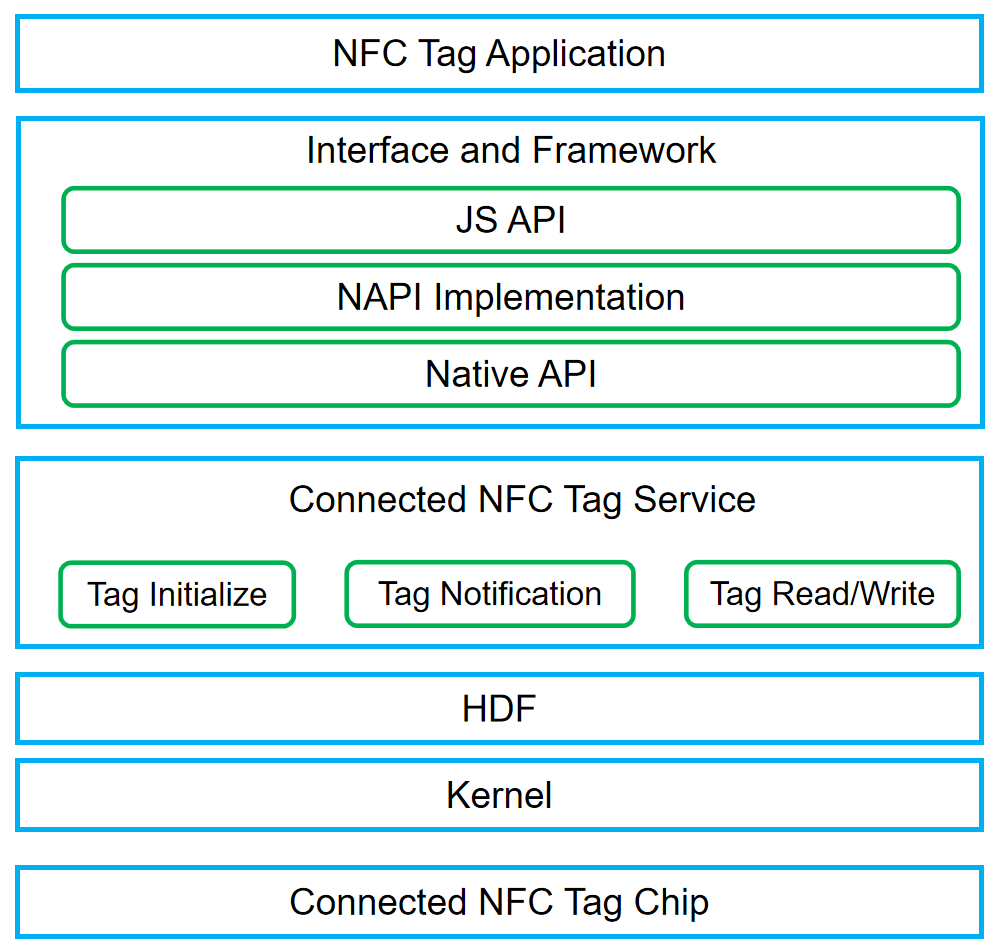 NFC Tag Application
Interface and Framework
JS API
NAPI Implementation
Native API
Connected NFC Tag Service
Tag Initialize
Tag Notification
Tag Read/Write
HDF
Kernel
Connected NFC Tag Chip